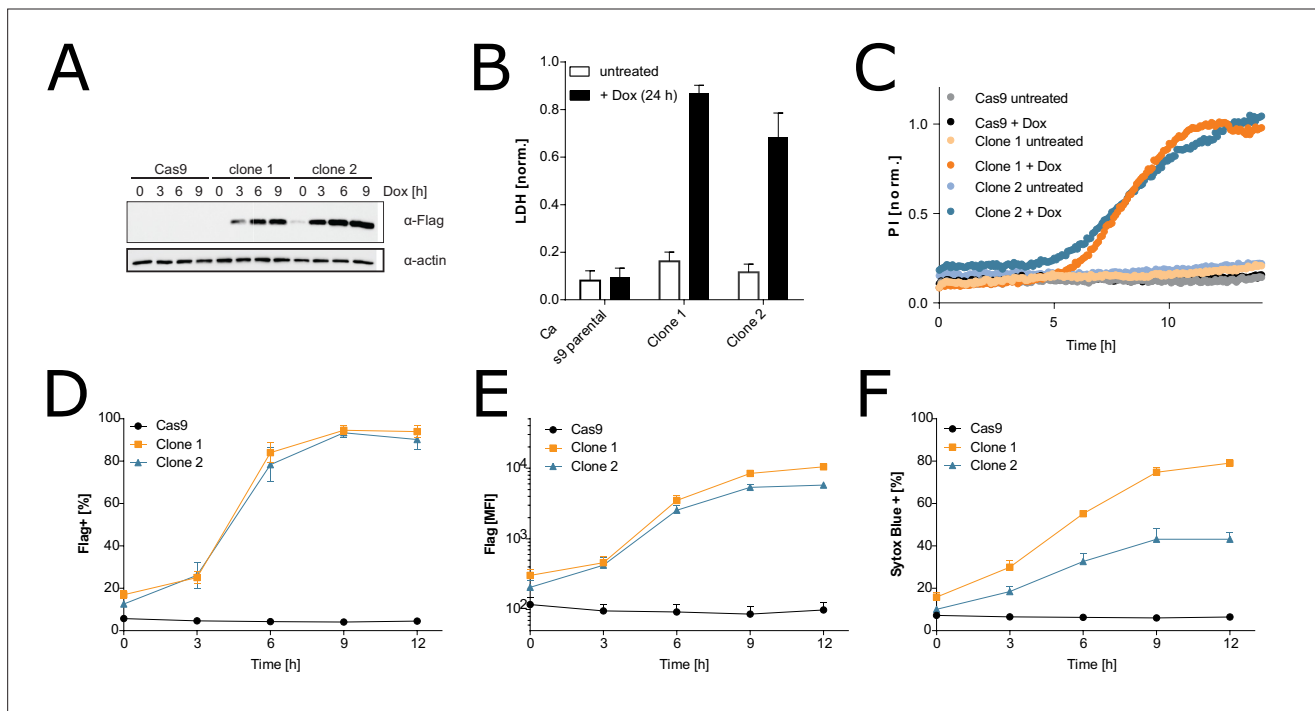 A
Cas9 clone 1 clone 2
0 3 6 9 0 3 6 9 0 3 6 9 Dox [h]
α-Flag
α-actin
B
untreated
+ Dox (24 h)
LDH [norm.]
1.0
0.8
0.6
0.4
0.2
0.0
Ca
s9 parental
Clone 1
Clone 2
C
Cas9 untreated
Cas9 + Dox
Clone 1 untreated
Clone 1 + Dox
Clone 2 untreated
Clone 2 + Dox
PI [norm.]
1.0
0.5
0.0
0 5 10
Time [h]
D
Cas9
Clone 1
Clone 2
Flag+ [%]
100
80
60
40
20
0
0 3 6 9 12
Time [h]
E
Cas9
Clone 1
Clone 2
Flag [MFI]
10⁴
10³
10²
0 3 6 9 12
Time [h]
F
Cas9
Clone 1
Clone 2
Sytox Blue + [%]
100
80
60
40
20
0
0 3 6 9 12
Time [h]